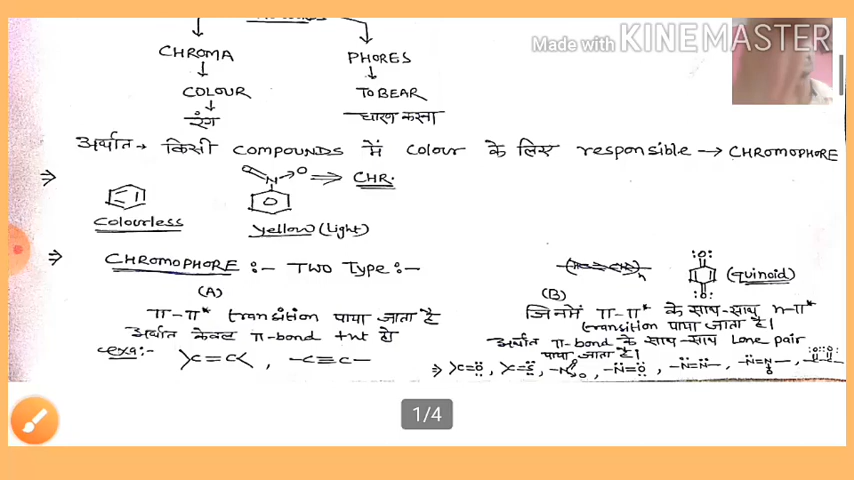 Made with KINEMASTER
CHROMA PHORES
COLOUR TO BEAR
रंग धारण करना
अर्थात → किसी COMPOUNDS में Colour के लिए responsible → CHROMOPHORE
⇒ N→O ⇒ CHR.
Colourless Yellow (Light)
⇒ CHROMOPHORE :- TWO Type :- (quinoid)
(A) (B)
π-π* transition पाया जाता है
अर्थात केवल π-bond +nt हो
exa:- >C=C< , -C≡C-
जिनमें π-π* के साथ-साथ n-π*
transition पाया जाता है।
अर्थात π-bond के साथ-साथ Lone pair
पाया जाता है।
⇒ >C=Ö, >C=S̈, -N, -N̈=Ö, -N̈=N̈-, -N̈=N-
1/4